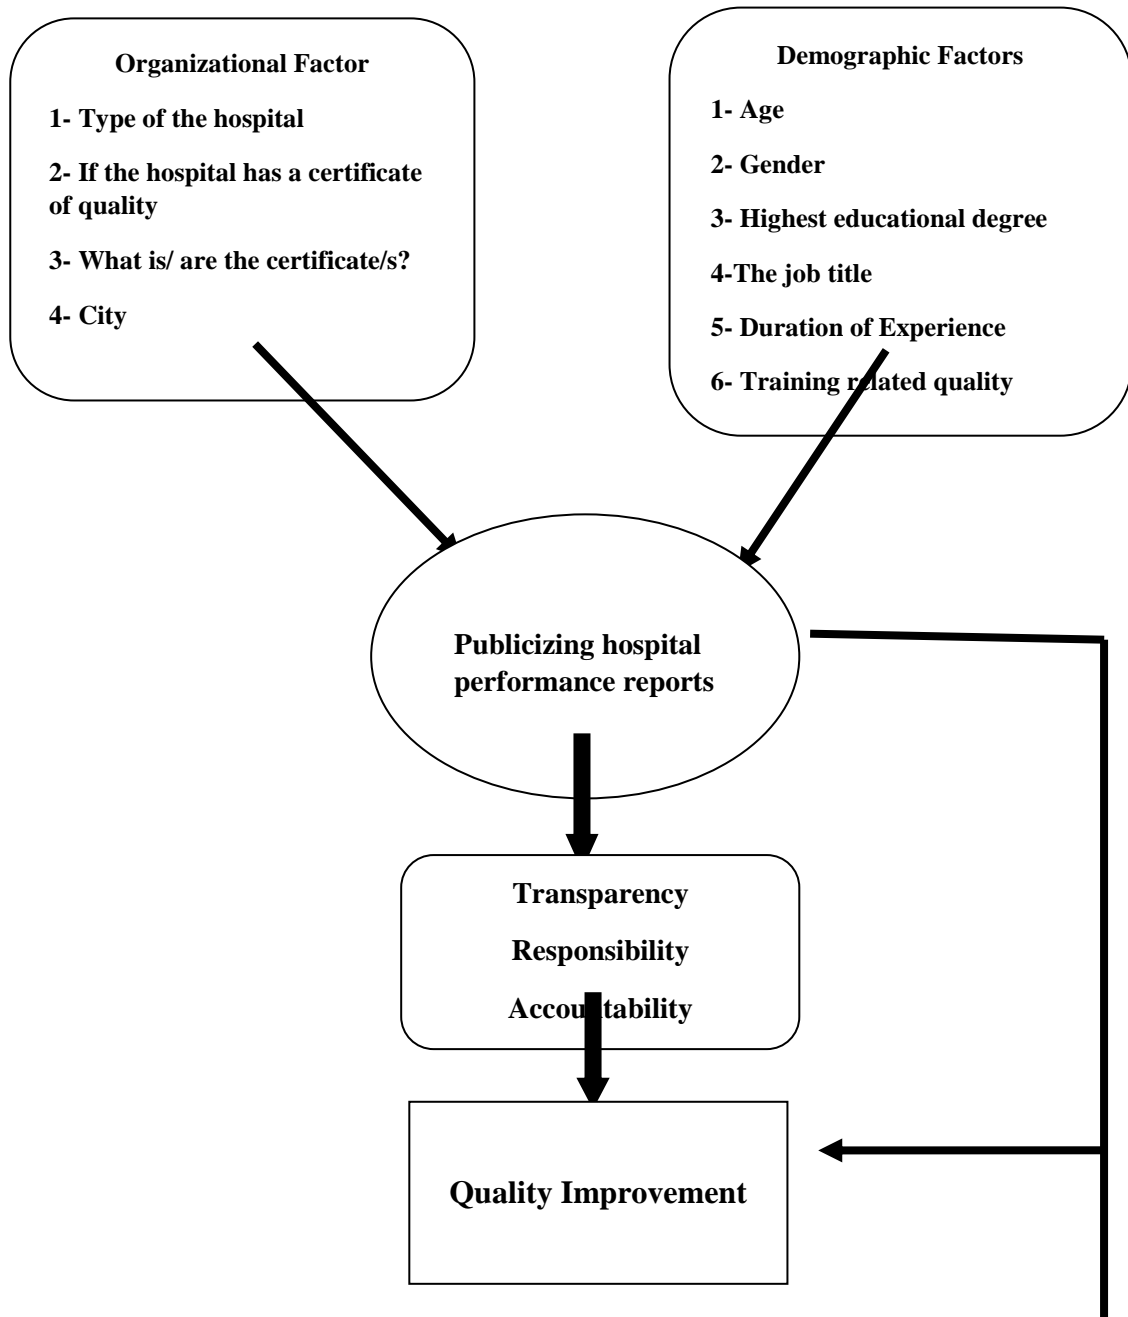 Organizational Factor
1- Type of the hospital
2- If the hospital has a certificate
of quality
3- What is/ are the certificate/s?
4- City
Demographic Factors
1- Age
2- Gender
3- Highest educational degree
4-The job title
5- Duration of Experience
6- Training related quality
Publicizing hospital
performance reports
Transparency
Responsibility
Accountability
Quality Improvement